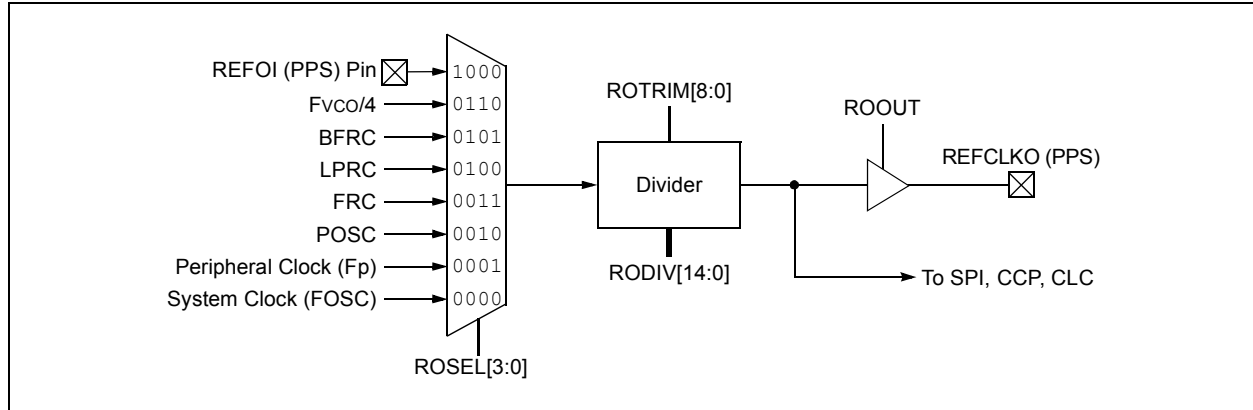 REFOI (PPS) Pin
1000
Fvco/4
0110
BFRC
0101
LPRC
0100
FRC
0011
POSC
0010
Peripheral Clock (Fp)
0001
System Clock (FOSC)
0000
ROSEL[3:0]
ROTRIM[8:0]
Divider
RODIV[14:0]
ROOUT
REFCLKO (PPS)
To SPI, CCP, CLC